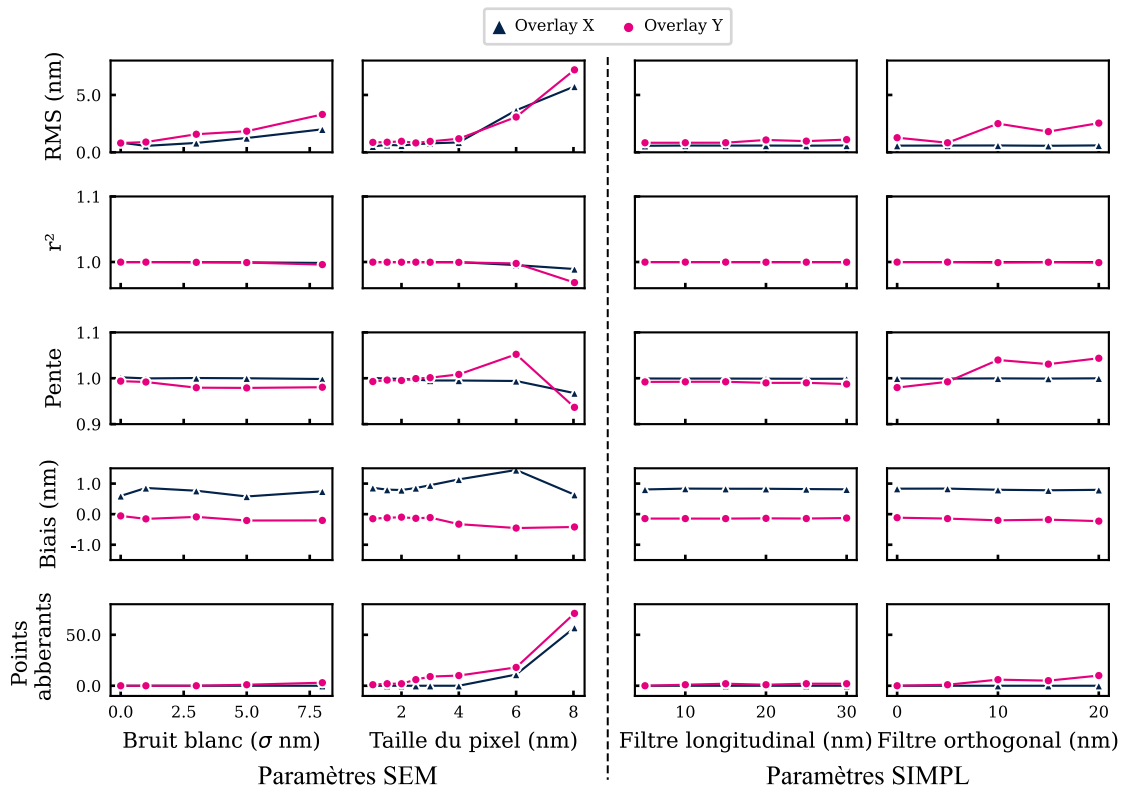 Overlay X Overlay Y
RMS (nm)
5.0
0.0
r²
1.1
1.0
Pente
1.1
1.0
0.9
Biais (nm)
1.0
0.0
-1.0
Points
abberants
50.0
0.0
0.0 2.5 5.0 7.5
2 4 6 8
10 20 30
0 10 20
Bruit blanc (σ nm)
Taille du pixel (nm)
Filtre longitudinal (nm)
Filtre orthogonal (nm)
Paramètres SEM
Paramètres SIMPL